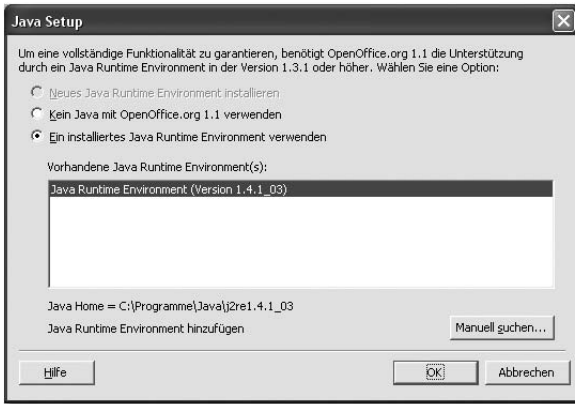 Java Setup
Um eine vollständige Funktionalität zu garantieren, benötigt OpenOffice.org 1.1 die Unterstützung
durch ein Java Runtime Environment in der Version 1.3.1 oder höher. Wählen Sie eine Option:
Neues Java Runtime Environment installieren
Kein Java mit OpenOffice.org 1.1 verwenden
Ein installiertes Java Runtime Environment verwenden
Vorhandene Java Runtime Environment(s):
Java Runtime Environment (Version 1.4.1_03)
Java Home = C:\Programme\Java\j2re1.4.1_03
Java Runtime Environment hinzufügen
Manuell suchen...
Hilfe
OK
Abbrechen